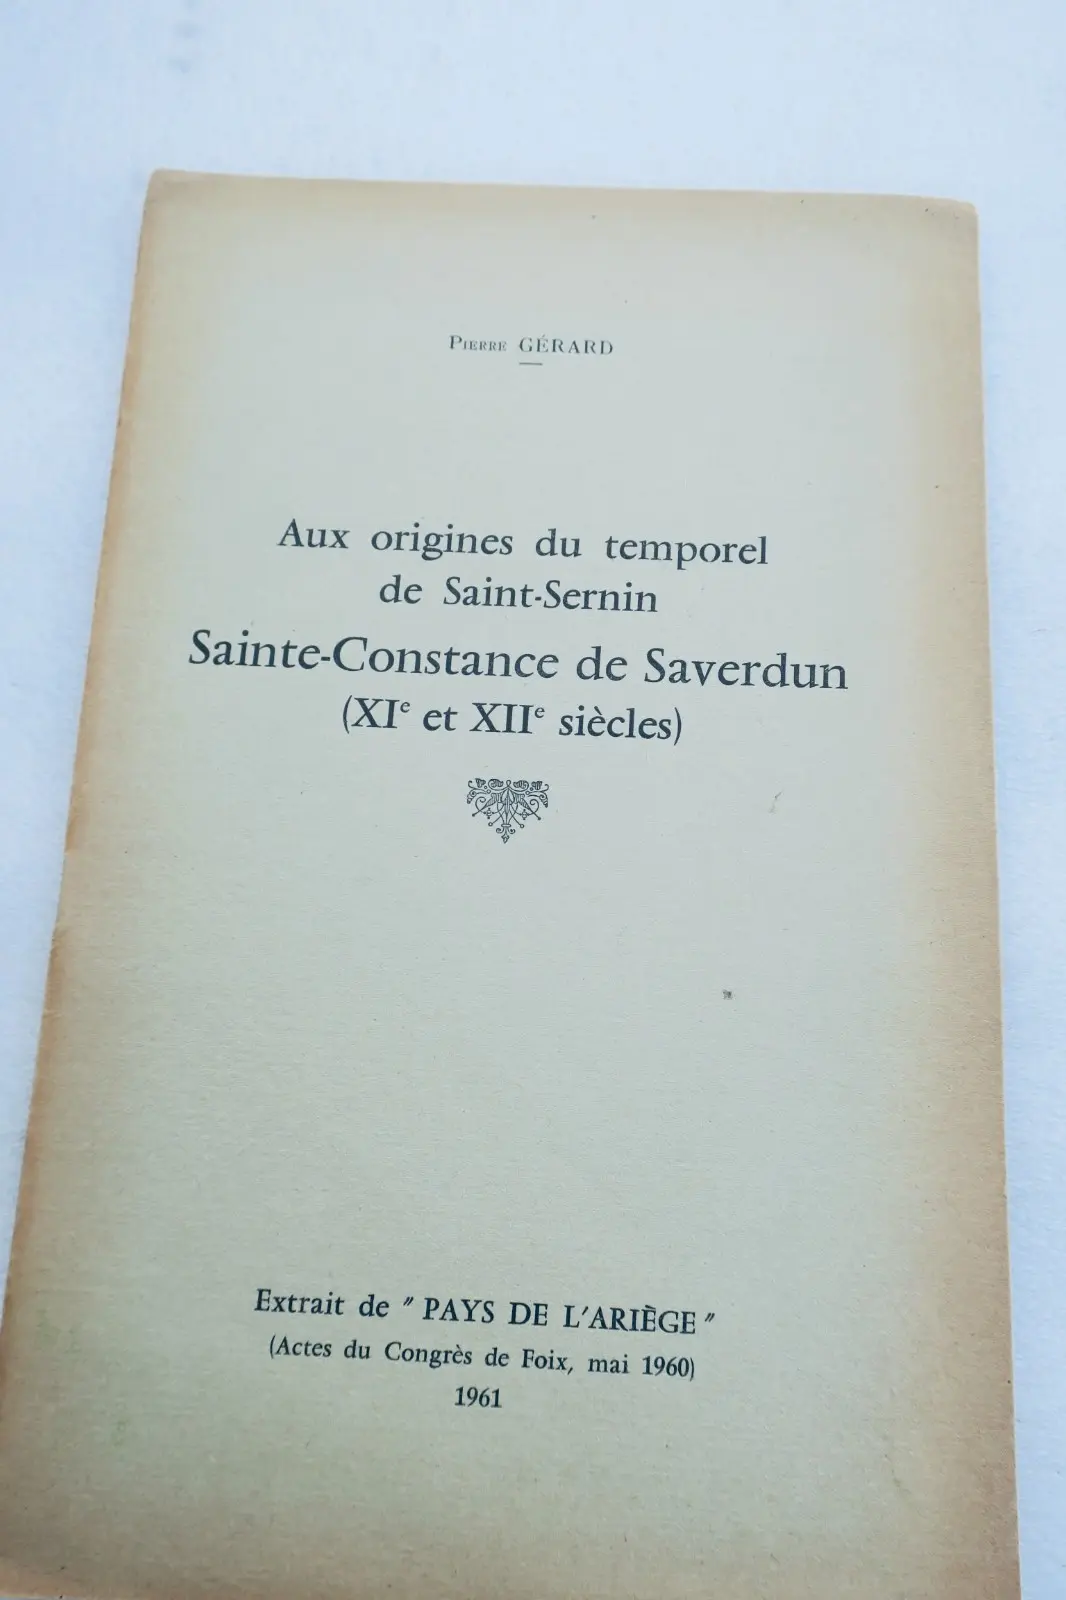 Pierre GÉRARD
Aux origines du temporel
de Saint-Sernin
Sainte-Constance de Saverdun
(XIe et XIIe siècles)
Extrait de " PAYS DE L'ARIÈGE "
(Actes du Congrès de Foix, mai 1960)
1961